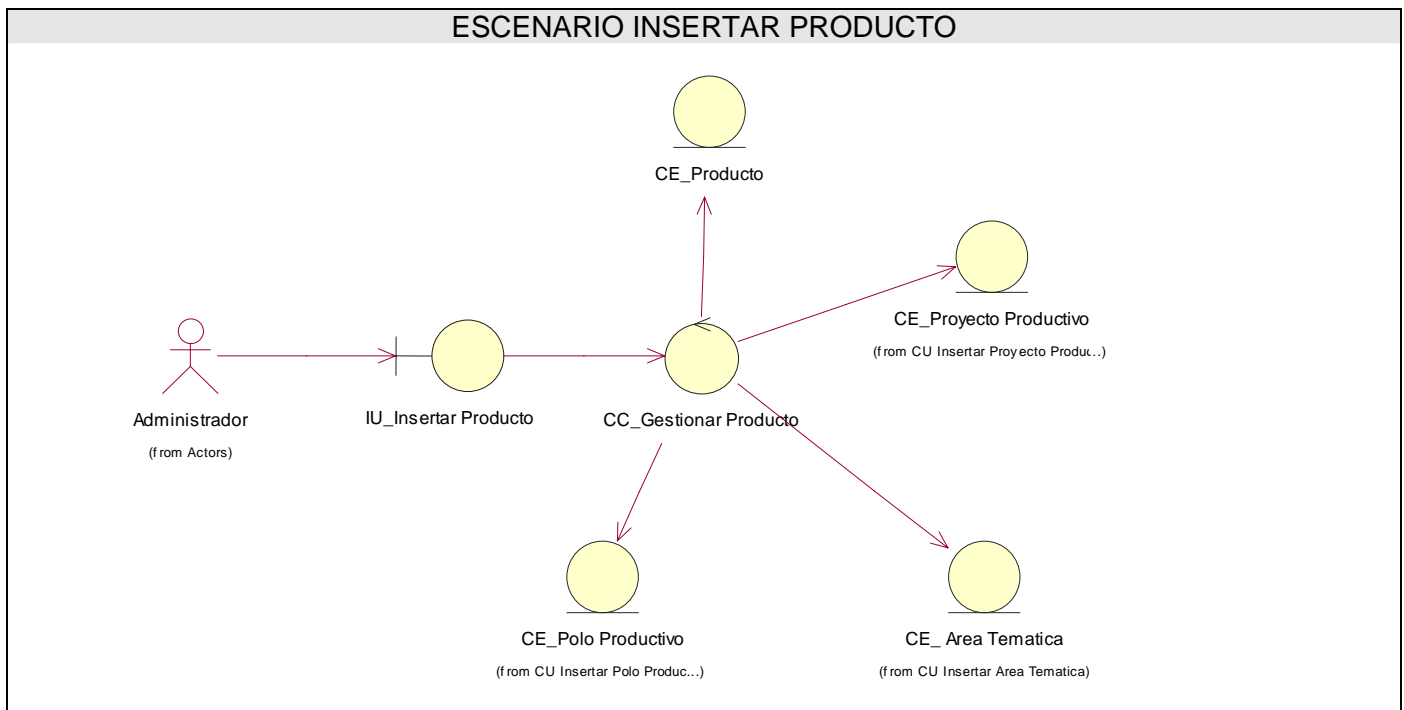 ESCENARIO INSERTAR PRODUCTO
CE_Producto
CE_Proyecto Productivo
(from CU Insertar Proyecto Produc...)
Administrador
(from Actors)
IU_Insertar Producto
CC_Gestionar Producto
CE_Polo Productivo
(from CU Insertar Polo Produc...)
CE_ Area Tematica
(from CU Insertar Area Tematica)